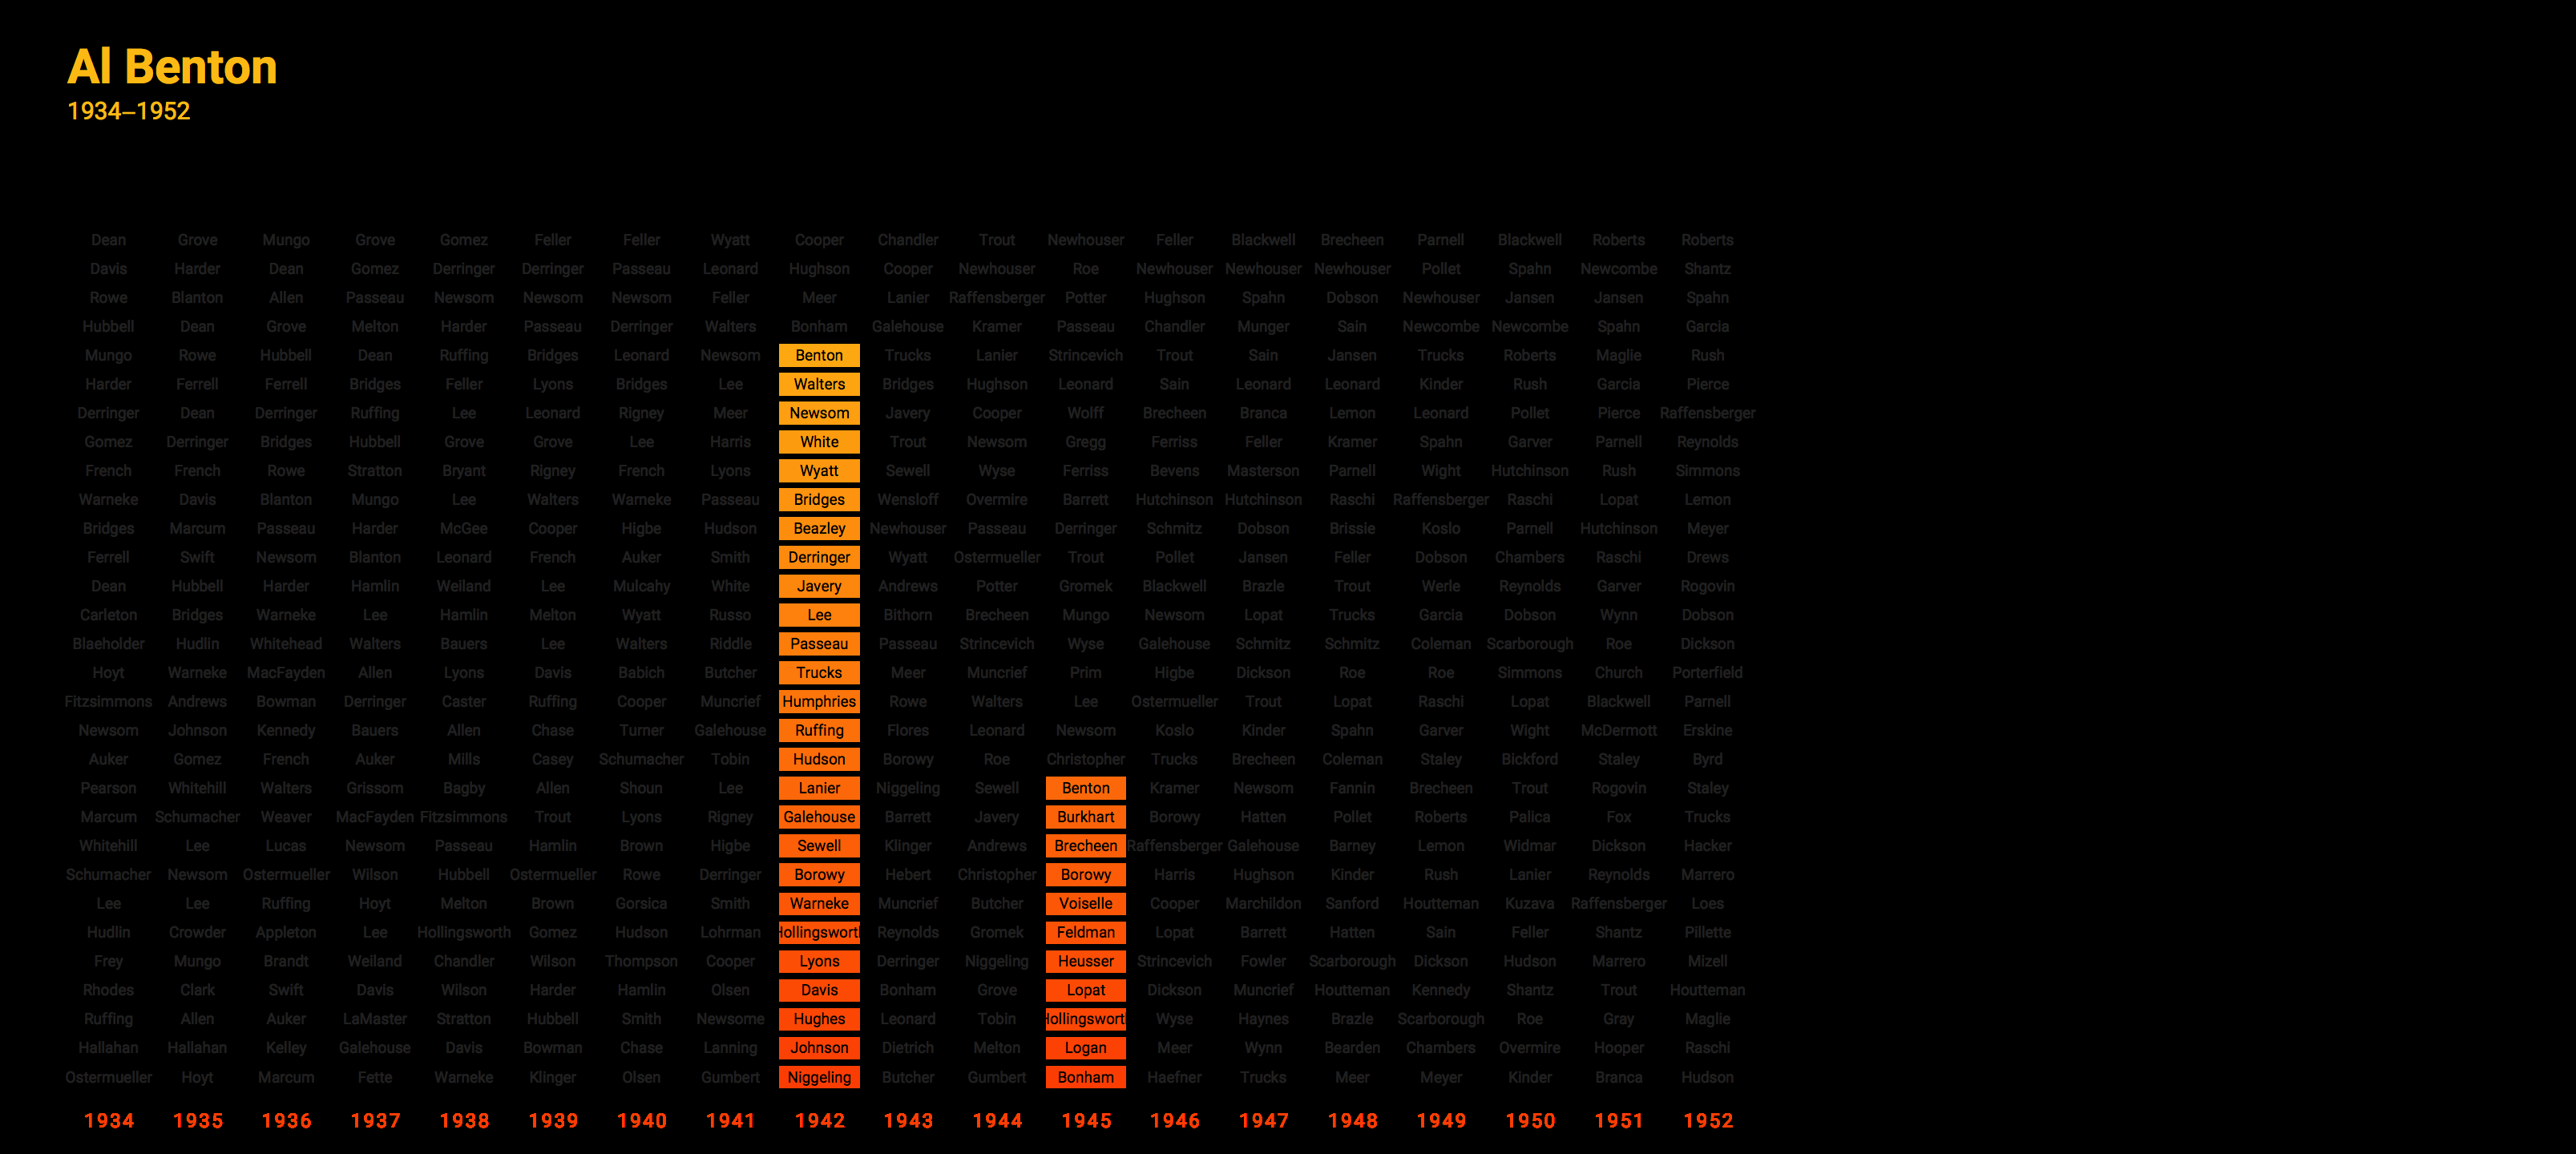 Al Benton
1934–1952
Dean Grove Mungo Grove Gomez Feller Feller Wyatt Cooper Chandler Trout Newhouser Feller Blackwell Brecheen Parnell Blackwell Roberts Roberts
Davis Harder Dean Gomez Derringer Derringer Passeau Leonard Hughson Cooper Newhouser Roe Newhouser Newhouser Newhouser Pollet Spahn Newcombe Shantz
Rowe Blanton Allen Passeau Newsom Newsom Newsom Feller Meer Lanier Raffensberger Potter Hughson Spahn Dobson Newhouser Jansen Jansen Spahn
Hubbell Dean Grove Melton Harder Passeau Derringer Walters Bonham Galehouse Kramer Passeau Chandler Munger Sain Newcombe Newcombe Spahn Garcia
Mungo Rowe Hubbell Dean Ruffing Bridges Leonard Newsom Benton Trucks Lanier Strincevich Trout Sain Jansen Trucks Roberts Maglie Rush
Harder Ferrell Ferrell Bridges Feller Lyons Bridges Lee Walters Bridges Hughson Leonard Sain Leonard Leonard Kinder Rush Garcia Pierce
Derringer Dean Derringer Ruffing Lee Leonard Rigney Meer Newsom Javery Cooper Wolff Brecheen Branca Lemon Leonard Pollet Pierce Raffensberger
Gomez Derringer Bridges Hubbell Grove Grove Lee Harris White Trout Newsom Gregg Ferriss Feller Kramer Spahn Garver Parnell Reynolds
French French Rowe Stratton Bryant Rigney French Lyons Wyatt Sewell Wyse Ferriss Bevens Masterson Parnell Wight Hutchinson Rush Simmons
Warneke Davis Blanton Mungo Lee Walters Warneke Passeau Bridges Wensloff Overmire Barrett Hutchinson Hutchinson Raschi Raffensberger Raschi Lopat Lemon
Bridges Marcum Passeau Harder McGee Cooper Higbe Hudson Beazley Newhouser Passeau Derringer Schmitz Dobson Brissie Koslo Parnell Hutchinson Meyer
Ferrell Swift Newsom Blanton Leonard French Auker Smith Derringer Wyatt Ostermueller Trout Pollet Jansen Feller Dobson Chambers Raschi Drews
Dean Hubbell Harder Hamlin Weiland Lee Mulcahy White Javery Andrews Potter Gromek Blackwell Brazle Trout Werle Reynolds Garver Rogovin
Carleton Bridges Warneke Lee Hamlin Melton Wyatt Russo Lee Bithorn Brecheen Mungo Newsom Lopat Trucks Garcia Dobson Wynn Dobson
Blaeholder Hudlin Whitehead Walters Bauers Lee Walters Riddle Passeau Passeau Strincevich Wyse Galehouse Schmitz Schmitz Coleman Scarborough Roe Dickson
Hoyt Warneke MacFayden Allen Lyons Davis Babich Butcher Trucks Meer Muncrief Prim Higbe Dickson Roe Roe Simmons Church Porterfield
Fitzsimmons Andrews Bowman Derringer Caster Ruffing Cooper Muncrief Humphries Rowe Walters Lee Ostermueller Trout Lopat Raschi Lopat Blackwell Parnell
Newsom Johnson Kennedy Bauers Allen Chase Turner Galehouse Ruffing Flores Leonard Newsom Koslo Kinder Spahn Garver Wight McDermott Erskine
Auker Gomez French Auker Mills Casey Schumacher Tobin Hudson Borowy Roe Christopher Trucks Brecheen Coleman Staley Bickford Staley Byrd
Pearson Whitehill Walters Grissom Bagby Allen Shoun Lee Lanier Niggeling Sewell Benton Kramer Newsom Fannin Brecheen Trout Rogovin Staley
Marcum Schumacher Weaver MacFayden Fitzsimmons Trout Lyons Rigney Galehouse Barrett Javery Burkhart Borowy Hatten Pollet Roberts Palica Fox Trucks
Whitehill Lee Lucas Newsom Passeau Hamlin Brown Higbe Sewell Klinger Andrews Brecheen Raffensberger Galehouse Barney Lemon Widmar Dickson Hacker
Schumacher Newsom Ostermueller Wilson Hubbell Ostermueller Rowe Derringer Borowy Hebert Christopher Borowy Harris Hughson Kinder Rush Lanier Reynolds Marrero
Lee Lee Ruffing Hoyt Melton Brown Gorsica Smith Warneke Muncrief Butcher Voiselle Cooper Marchildon Sanford Houtteman Kuzava Raffensberger Loes
Hudlin Crowder Appleton Lee Hollingsworth Gomez Hudson Lohrman Hollingsworth Reynolds Gromek Feldman Lopat Barrett Hatten Sain Feller Shantz Pillette
Frey Mungo Brandt Weiland Chandler Wilson Thompson Cooper Lyons Derringer Niggeling Heusser Strincevich Fowler Scarborough Dickson Hudson Marrero Mizell
Rhodes Clark Swift Davis Wilson Harder Hamlin Olsen Davis Bonham Grove Lopat Dickson Muncrief Houtteman Kennedy Shantz Trout Houtteman
Ruffing Allen Auker LaMaster Stratton Hubbell Smith Newsome Hughes Leonard Tobin Hollingsworth Wyse Haynes Brazle Scarborough Roe Gray Maglie
Hallahan Hallahan Kelley Galehouse Davis Bowman Chase Lanning Johnson Dietrich Melton Logan Meer Wynn Bearden Chambers Overmire Hooper Raschi
Ostermueller Hoyt Marcum Fette Warneke Klinger Olsen Gumbert Niggeling Butcher Gumbert Bonham Haefner Trucks Meer Meyer Kinder Branca Hudson
1934 1935 1936 1937 1938 1939 1940 1941 1942 1943 1944 1945 1946 1947 1948 1949 1950 1951 1952